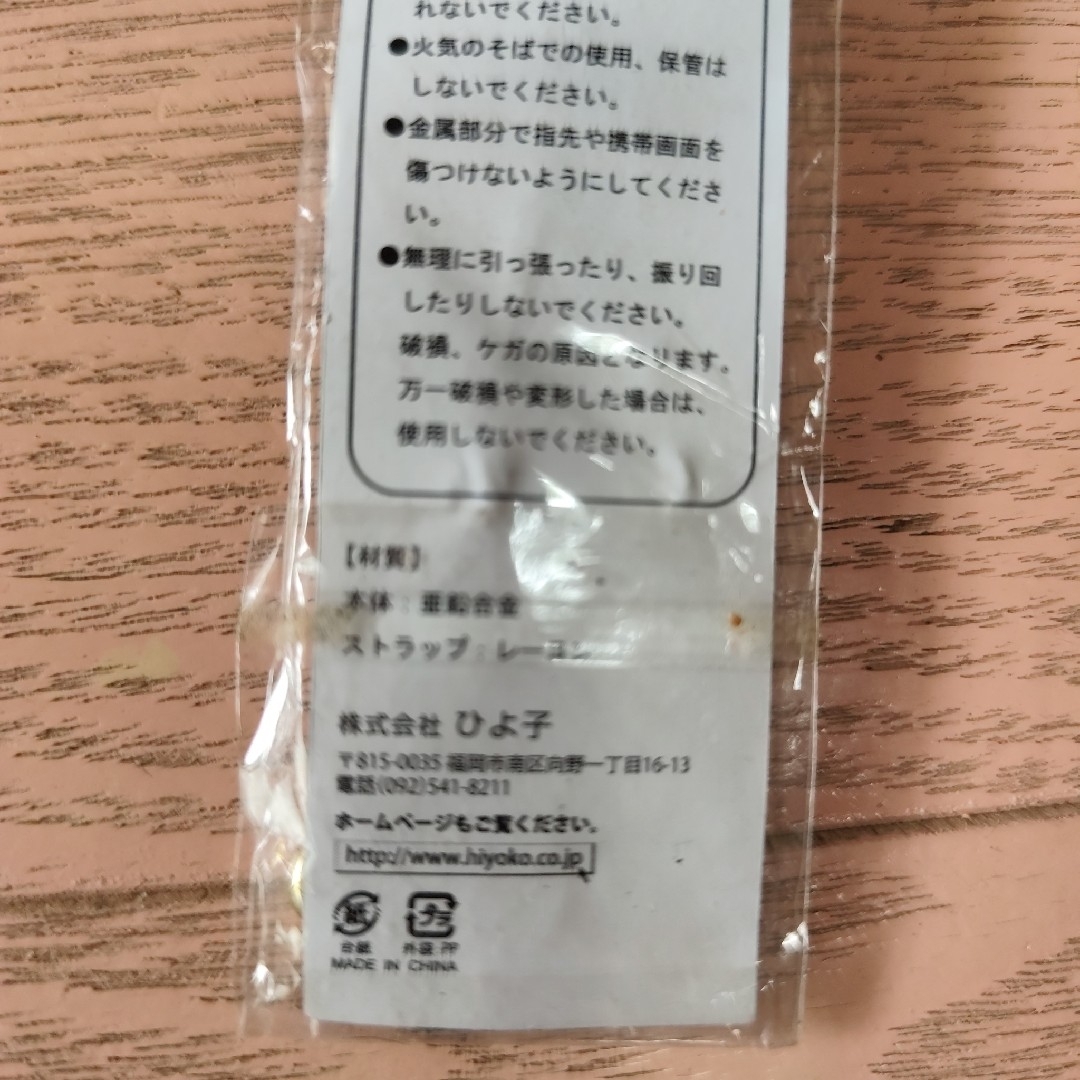 れないでください。
●火気のそばでの使用、保管は
しないでください。
●金属部分で指先や携帯画面を
傷つけないようにしてくださ
い。
●無理に引っ張ったり、振り回
したりしないでください。
破損、ケガの原因となります。
万一破損や変形した場合は、
使用しないでください。
【材質】
本体：亜鉛合金
ストラップ：レーヨン
株式会社 ひよ子
〒815-0035 福岡市南区向野一丁目16-13
電話(092)541-8211
ホームページもご覧ください。
http://www.hiyoko.co.jp
紙 プラ
台紙 外袋 PP
MADE IN CHINA